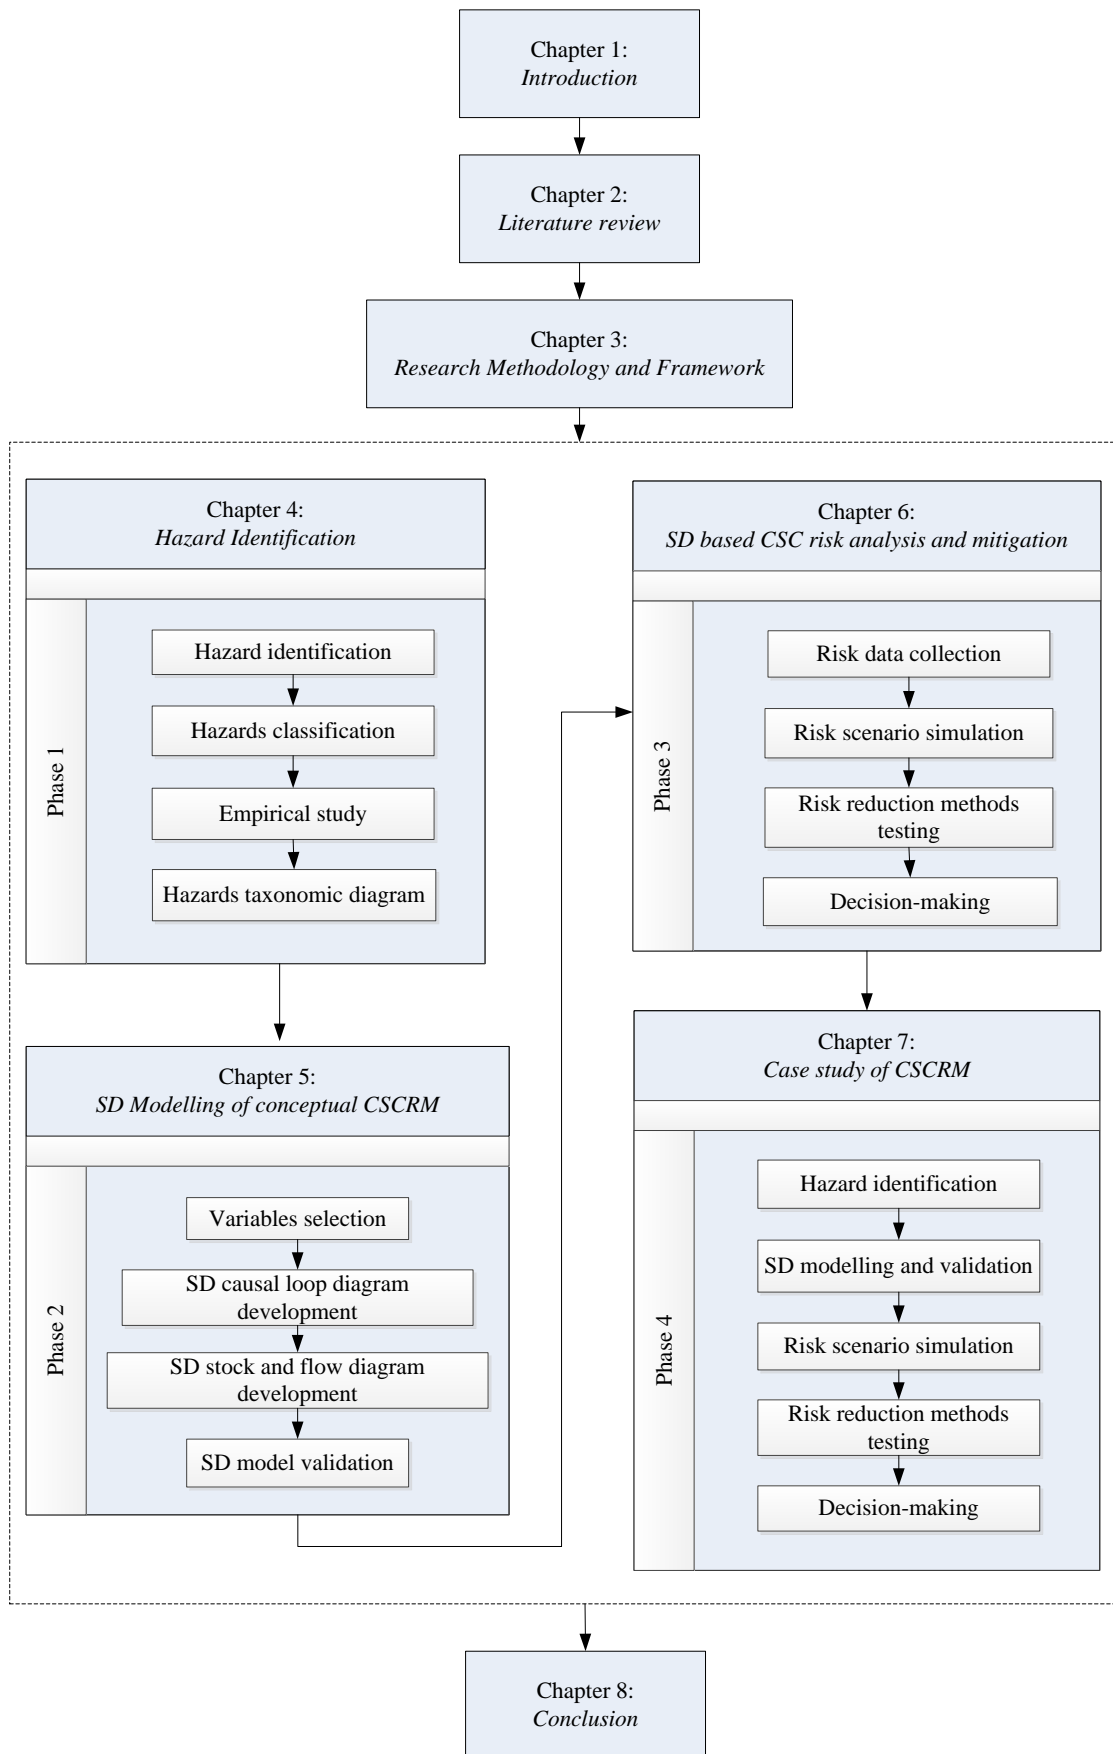 Chapter 1:
Introduction
Chapter 2:
Literature review
Chapter 3:
Research Methodology and Framework
Chapter 4:
Hazard Identification
Phase 1
Hazard identification
Hazards classification
Empirical study
Hazards taxonomic diagram
Chapter 5:
SD Modelling of conceptual CSCRM
Phase 2
Variables selection
SD causal loop diagram
development
SD stock and flow diagram
development
SD model validation
Chapter 6:
SD based CSC risk analysis and mitigation
Phase 3
Risk data collection
Risk scenario simulation
Risk reduction methods
testing
Decision-making
Chapter 7:
Case study of CSCRM
Phase 4
Hazard identification
SD modelling and validation
Risk scenario simulation
Risk reduction methods
testing
Decision-making
Chapter 8:
Conclusion